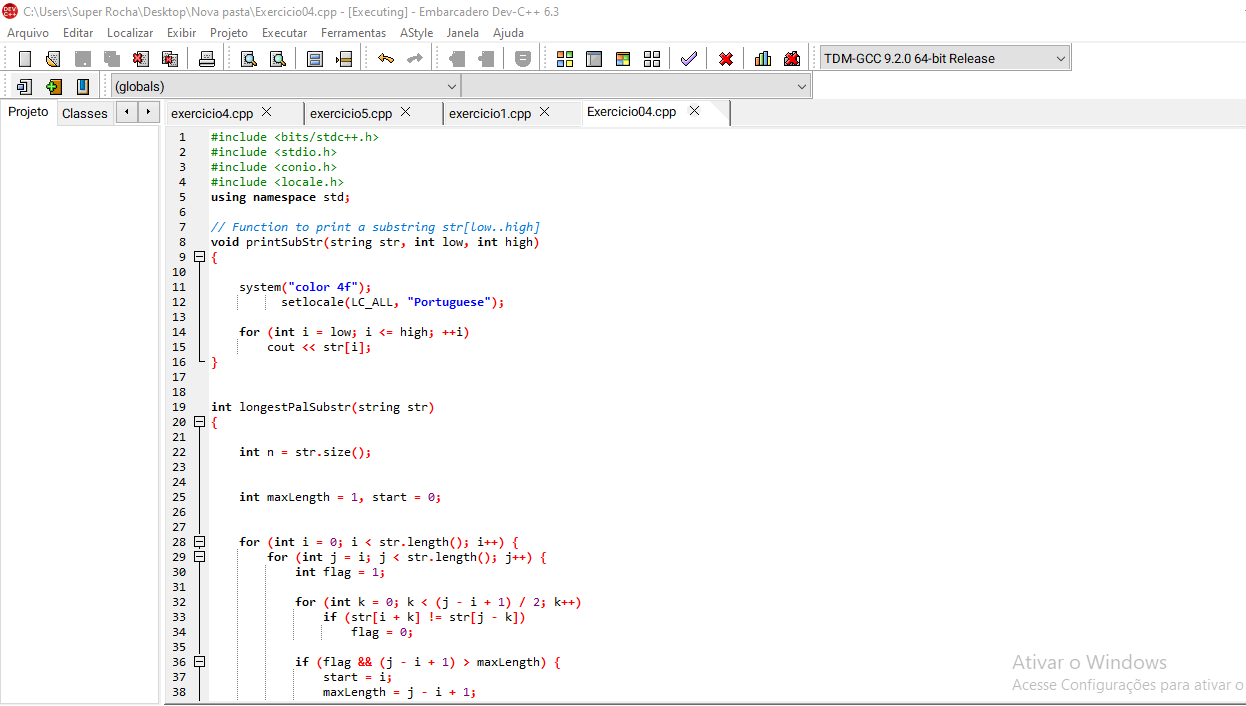 C:\Users\Super Rocha\Desktop\Nova pasta\Exercicio04.cpp - [Executing] - Embarcadero Dev-C++ 6.3
Arquivo Editar Localizar Exibir Projeto Executar Ferramentas AStyle Janela Ajuda
TDM-GCC 9.2.0 64-bit Release
(globals)
Projeto Classes exercicio4.cpp exercicio5.cpp exercicio1.cpp Exercicio04.cpp
1 #include <bits/stdc++.h>
2 #include <stdio.h>
3 #include <conio.h>
4 #include <locale.h>
5 using namespace std;
6
7 // Function to print a substring str[low..high]
8 void printSubStr(string str, int low, int high)
9 {
10
11 system("color 4f");
12 setlocale(LC_ALL, "Portuguese");
13
14 for (int i = low; i <= high; ++i)
15 cout << str[i];
16 }
17
18
19 int longestPalSubstr(string str)
20 {
21
22 int n = str.size();
23
24
25 int maxLength = 1, start = 0;
26
27
28 for (int i = 0; i < str.length(); i++) {
29 for (int j = i; j < str.length(); j++) {
30 int flag = 1;
31
32 for (int k = 0; k < (j - i + 1) / 2; k++)
33 if (str[i + k] != str[j - k])
34 flag = 0;
35
36 if (flag && (j - i + 1) > maxLength) {
37 start = i;
38 maxLength = j - i + 1;
Ativar o Windows
Acesse Configurações para ativar o